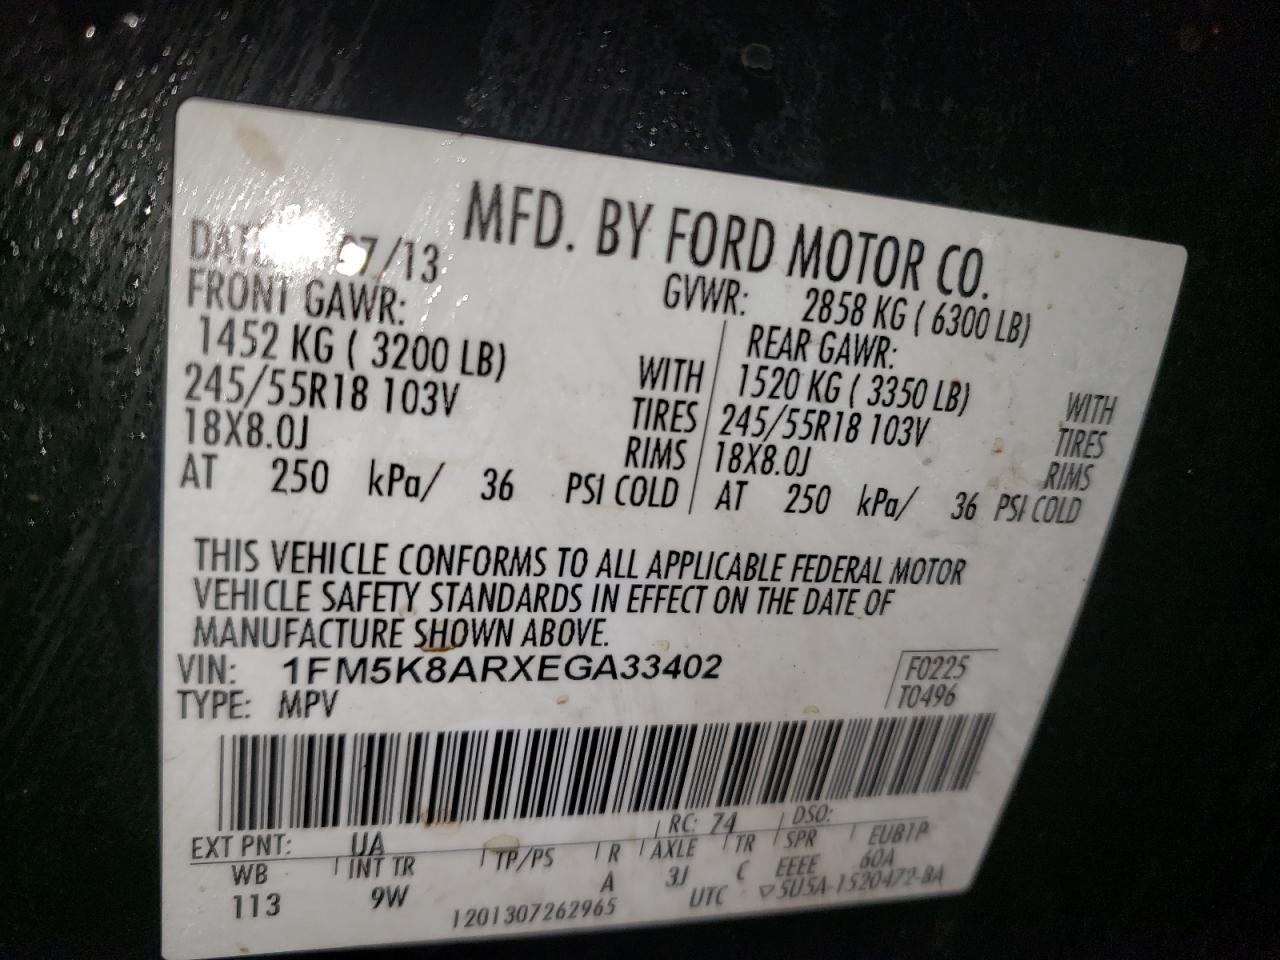 MFD. BY FORD MOTOR CO.
7/13
GVWR: 2858 KG ( 6300 LB)
FRONT GAWR:
1452 KG ( 3200 LB) WITH
245/55R18 103V TIRES
18X8.0J RIMS
AT 250 kPa/ 36 PSI COLD
REAR GAWR:
1520 KG ( 3350 LB) WITH
245/55R18 103V TIRES
18X8.0J RIMS
AT 250 kPa/ 36 PSI COLD
THIS VEHICLE CONFORMS TO ALL APPLICABLE FEDERAL MOTOR
VEHICLE SAFETY STANDARDS IN EFFECT ON THE DATE OF
MANUFACTURE SHOWN ABOVE.
VIN: 1FM5K8ARXEGA33402
TYPE: MPV
F0225
T0496
EXT PNT: UA RC: 74 DSO:
WB INT TR TP/PS R AXLE TR SPR EUB1P
113 9W A 3J C EEEE 60A
1201307262965 UTC ▽5U5A-1520472-BA